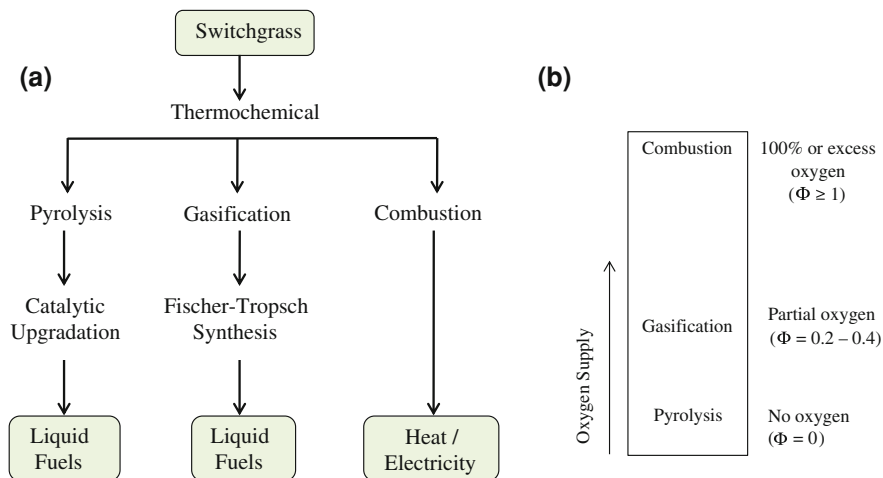 (a)
Switchgrass
Thermochemical
Pyrolysis
Gasification
Combustion
Catalytic
Upgradation
Fischer-Tropsch
Synthesis
Liquid
Fuels
Liquid
Fuels
Heat /
Electricity
(b)
Oxygen Supply
Combustion
100% or excess
oxygen
(Φ ≥ 1)
Gasification
Partial oxygen
(Φ = 0.2 – 0.4)
Pyrolysis
No oxygen
(Φ = 0)